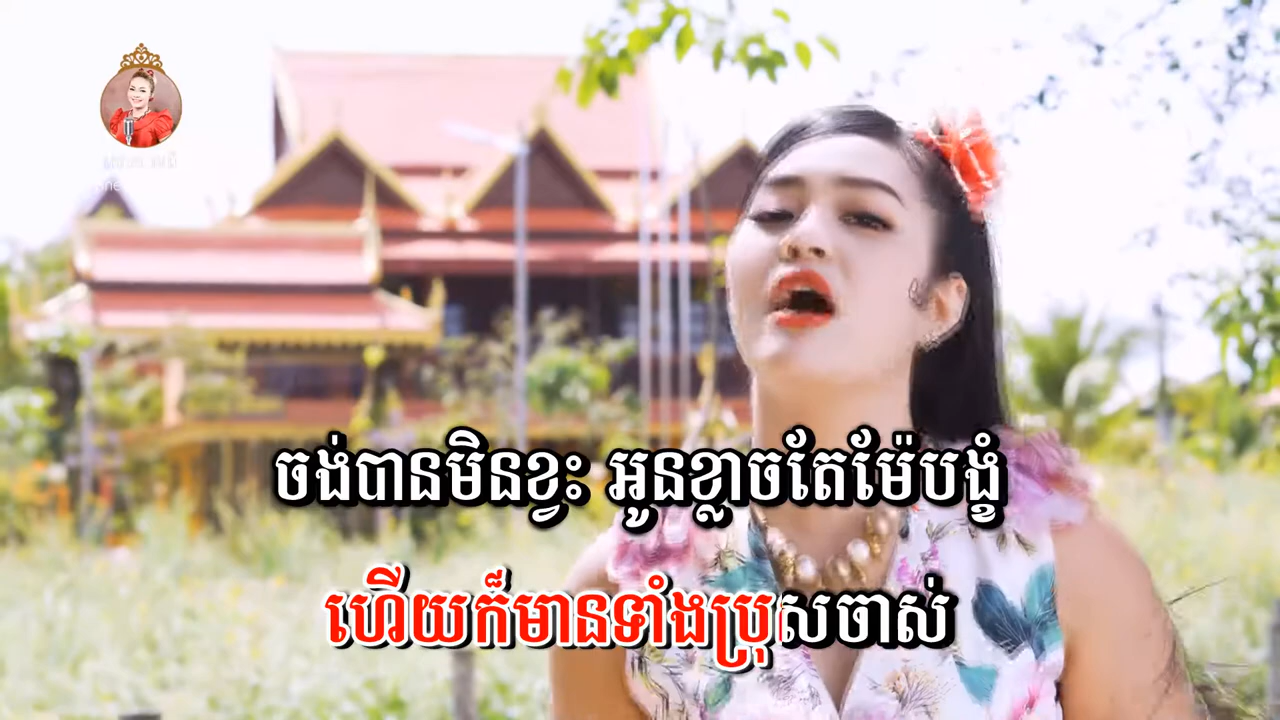 ចង់បានមិនខ្វះ អូនខ្លាចតែម៉ែបង្ខំ
ហើយក៏មានទាំងប្រុសចាស់